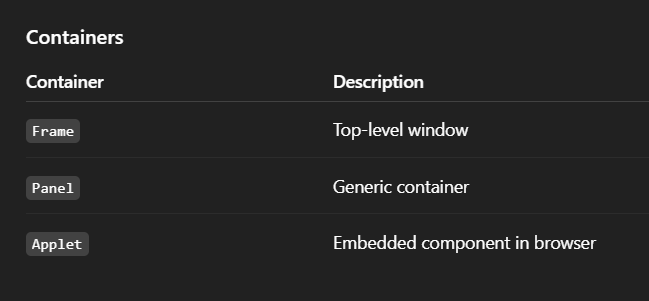 Containers
Container Description
Frame Top-level window
Panel Generic container
Applet Embedded component in browser